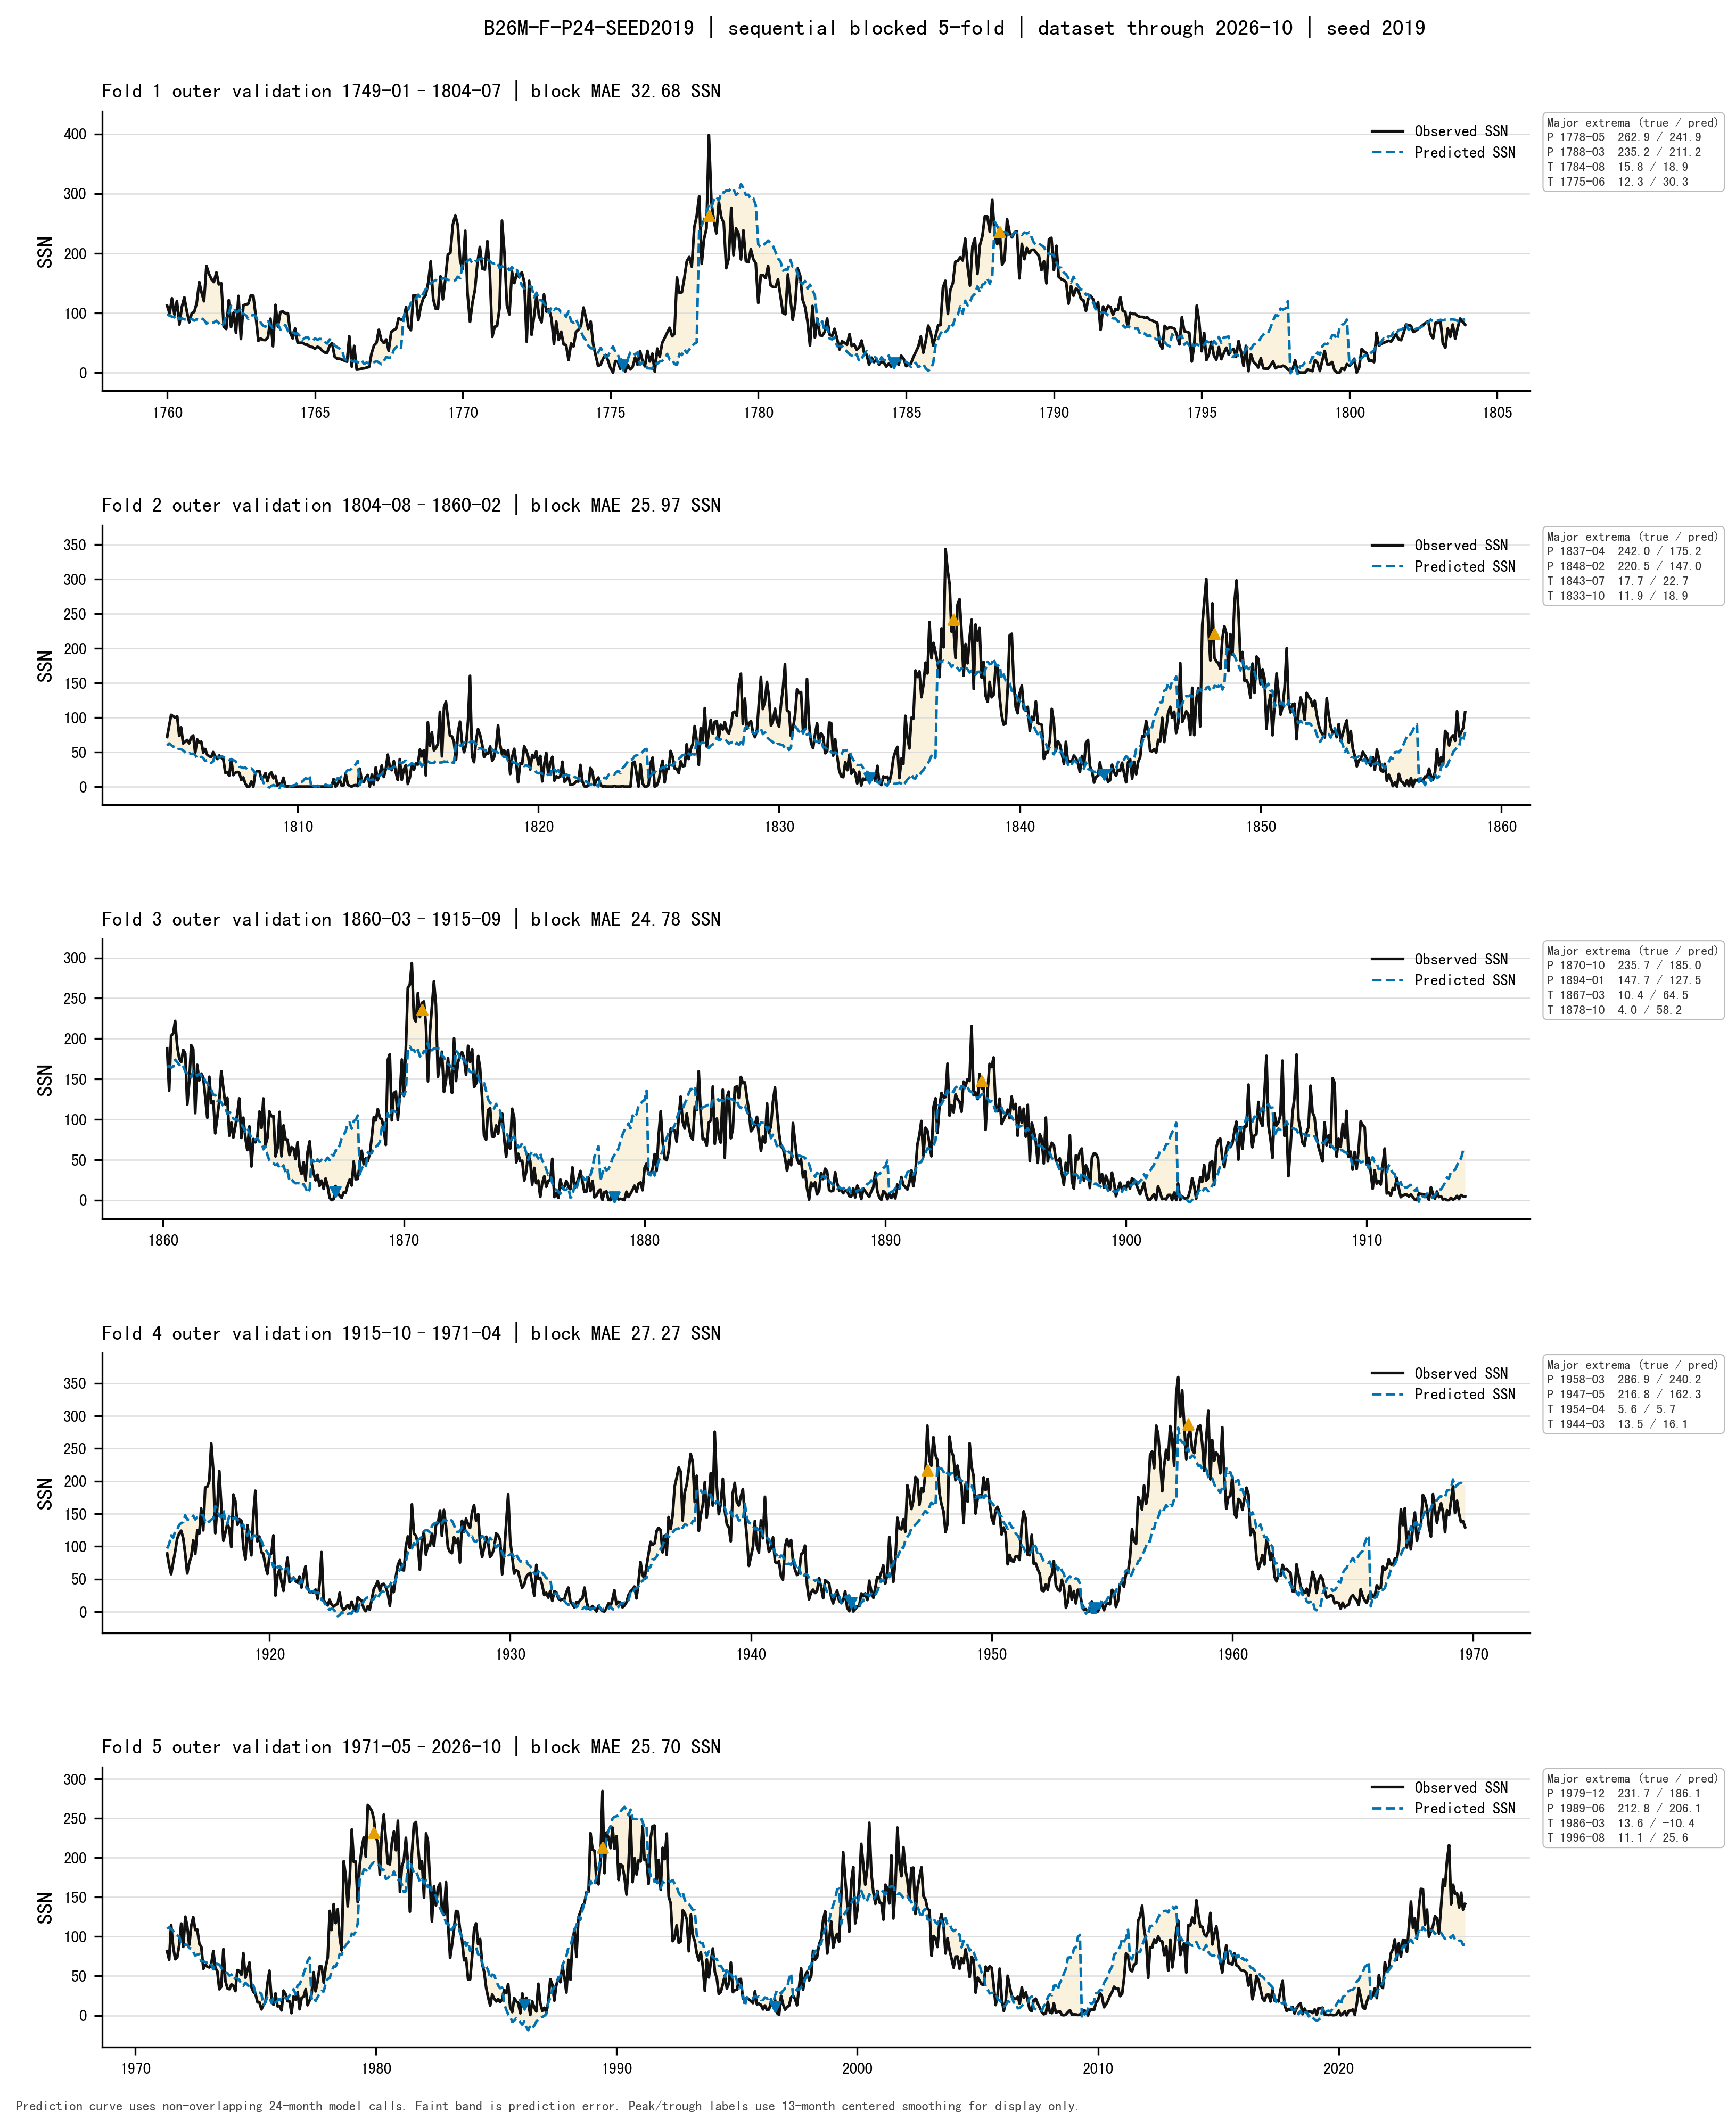 B26M-F-P24-SEED2019 | sequential blocked 5-fold | dataset through 2026-10 | seed 2019
Fold 1 outer validation 1749-01–1804-07 | block MAE 32.68 SSN
SSN
400
300
200
100
0
1760 1765 1770 1775 1780 1785 1790 1795 1800 1805
Observed SSN
Predicted SSN
Major extrema (true / pred)
P 1778-05 262.9 / 241.9
P 1788-03 235.2 / 211.2
T 1784-08 15.8 / 18.9
T 1775-06 12.3 / 30.3
Fold 2 outer validation 1804-08–1860-02 | block MAE 25.97 SSN
SSN
350
300
250
200
150
100
50
0
1810 1820 1830 1840 1850 1860
Observed SSN
Predicted SSN
Major extrema (true / pred)
P 1837-04 242.0 / 175.2
P 1848-02 220.5 / 147.0
T 1843-07 17.7 / 22.7
T 1833-10 11.9 / 18.9
Fold 3 outer validation 1860-03–1915-09 | block MAE 24.78 SSN
SSN
300
250
200
150
100
50
0
1860 1870 1880 1890 1900 1910
Observed SSN
Predicted SSN
Major extrema (true / pred)
P 1870-10 235.7 / 185.0
P 1894-01 147.7 / 127.5
T 1867-03 10.4 / 64.5
T 1878-10 4.0 / 58.2
Fold 4 outer validation 1915-10–1971-04 | block MAE 27.27 SSN
SSN
350
300
250
200
150
100
50
0
1920 1930 1940 1950 1960 1970
Observed SSN
Predicted SSN
Major extrema (true / pred)
P 1958-03 286.9 / 240.2
P 1947-05 216.8 / 162.3
T 1954-04 5.6 / 5.7
T 1944-03 13.5 / 16.1
Fold 5 outer validation 1971-05–2026-10 | block MAE 25.70 SSN
SSN
300
250
200
150
100
50
0
1970 1980 1990 2000 2010 2020
Observed SSN
Predicted SSN
Major extrema (true / pred)
P 1979-12 231.7 / 186.1
P 1989-06 212.8 / 206.1
T 1986-03 13.6 / -10.4
T 1996-08 11.1 / 25.6
Prediction curve uses non-overlapping 24-month model calls. Faint band is prediction error. Peak/trough labels use 13-month centered smoothing for display only.